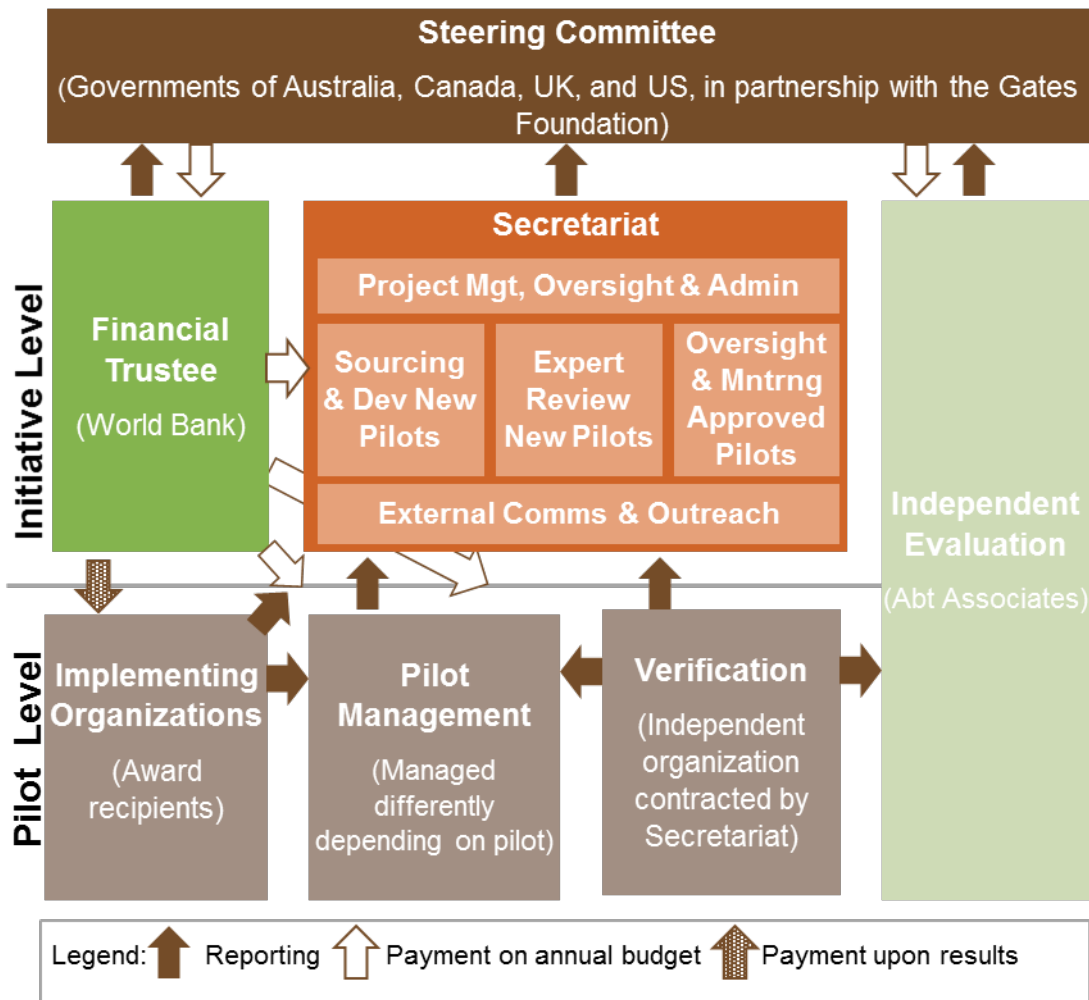 Steering Committee
(Governments of Australia, Canada, UK, and US, in partnership with the Gates
Foundation)
Initiative Level
Financial
Trustee
(World Bank)
Secretariat
Project Mgt, Oversight & Admin
Sourcing
& Dev New
Pilots
Expert
Review
New Pilots
Oversight
& Mntrng
Approved
Pilots
External Comms & Outreach
Independent
Evaluation
(Abt Associates)
Pilot Level
Implementing
Organizations
(Award
recipients)
Pilot
Management
(Managed
differently
depending on pilot)
Verification
(Independent
organization
contracted by
Secretariat)
Legend: Reporting Payment on annual budget Payment upon results